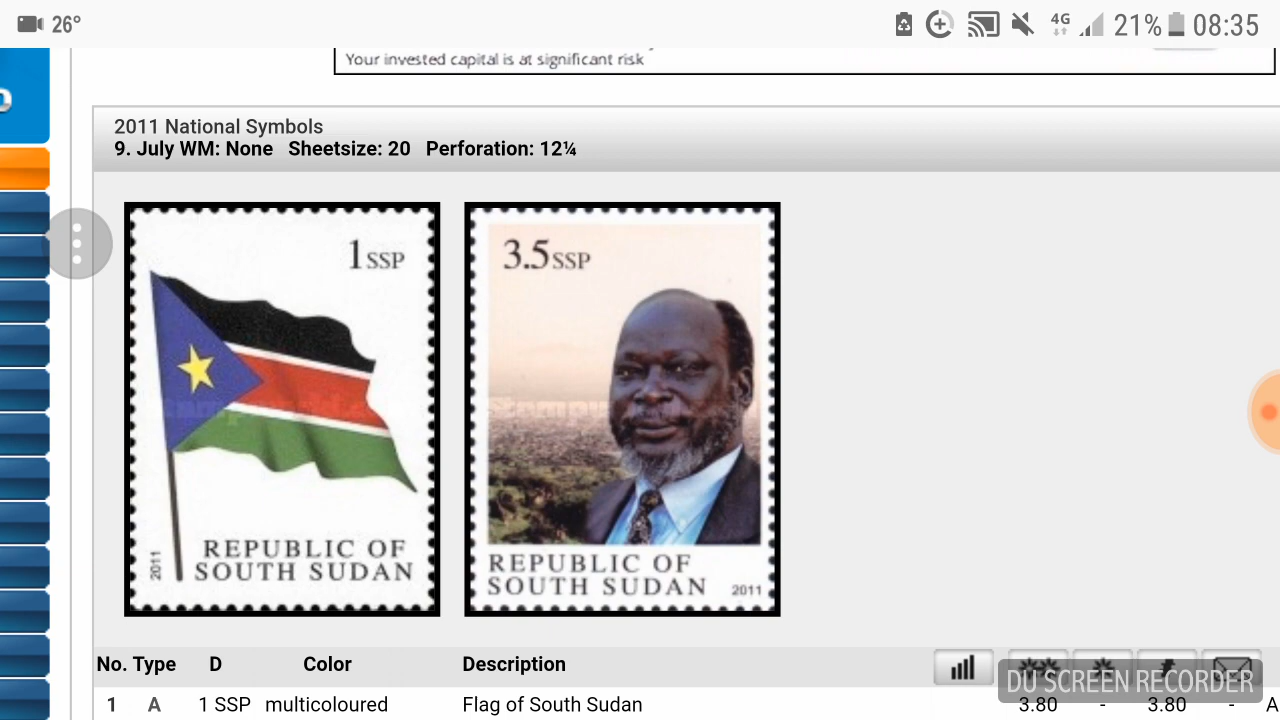 26°
4G 21% 08:35
Your invested capital is at significant risk
2011 National Symbols
9. July WM: None Sheetsize: 20 Perforation: 12¼
1 SSP
2011
REPUBLIC OF
SOUTH SUDAN
3.5 SSP
REPUBLIC OF
SOUTH SUDAN 2011
No. Type D Color Description
DU SCREEN RECORDER
1 A 1 SSP multicoloured Flag of South Sudan 3.80 - 3.80 - A